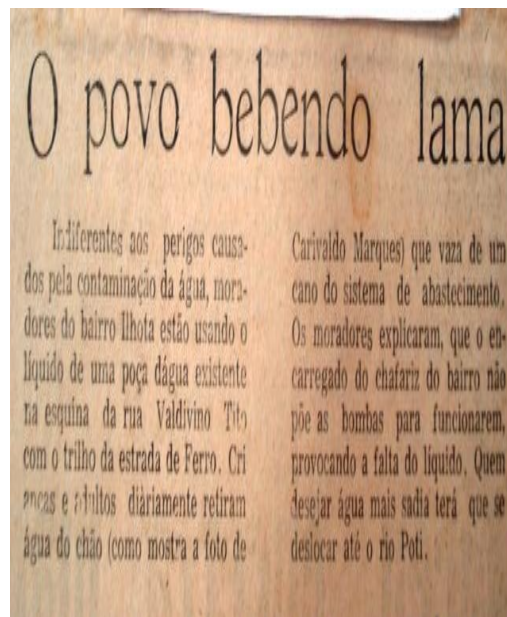 O povo bebendo lama
Indiferentes aos perigos causa-
dos pela contaminação da água, mora-
dores do bairro Ilhota estão usando o
líquido de uma poça dágua existente
na esquina da rua Valdivino Tito
com o trilho da estrada de Ferro. Cri
anças e adultos diàriamente retiram
água do chão (como mostra a foto de
Carivaldo Marques) que vaza de um
cano do sistema de abastecimento.
Os moradores explicaram, que o en-
carregado do chafariz do bairro não
põe as bombas para funcionarem,
provocando a falta do líquido. Quem
desejar água mais sadia terá que se
deslocar até o rio Poti.